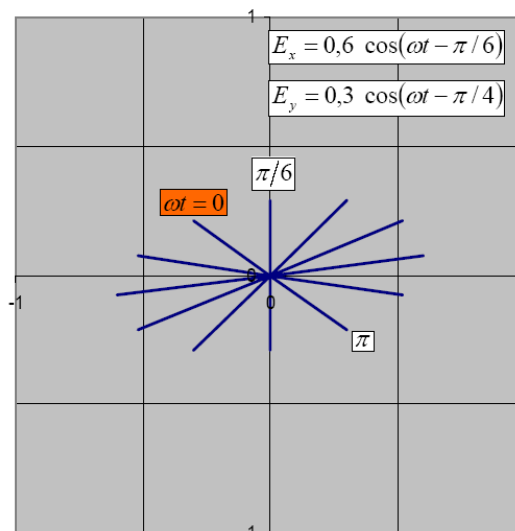 1
E_x = 0,6 cos(ωt − π/6)
E_y = 0,3 cos(ωt − π/4)
π/6
ωt = 0
0
-1
0
π
-1